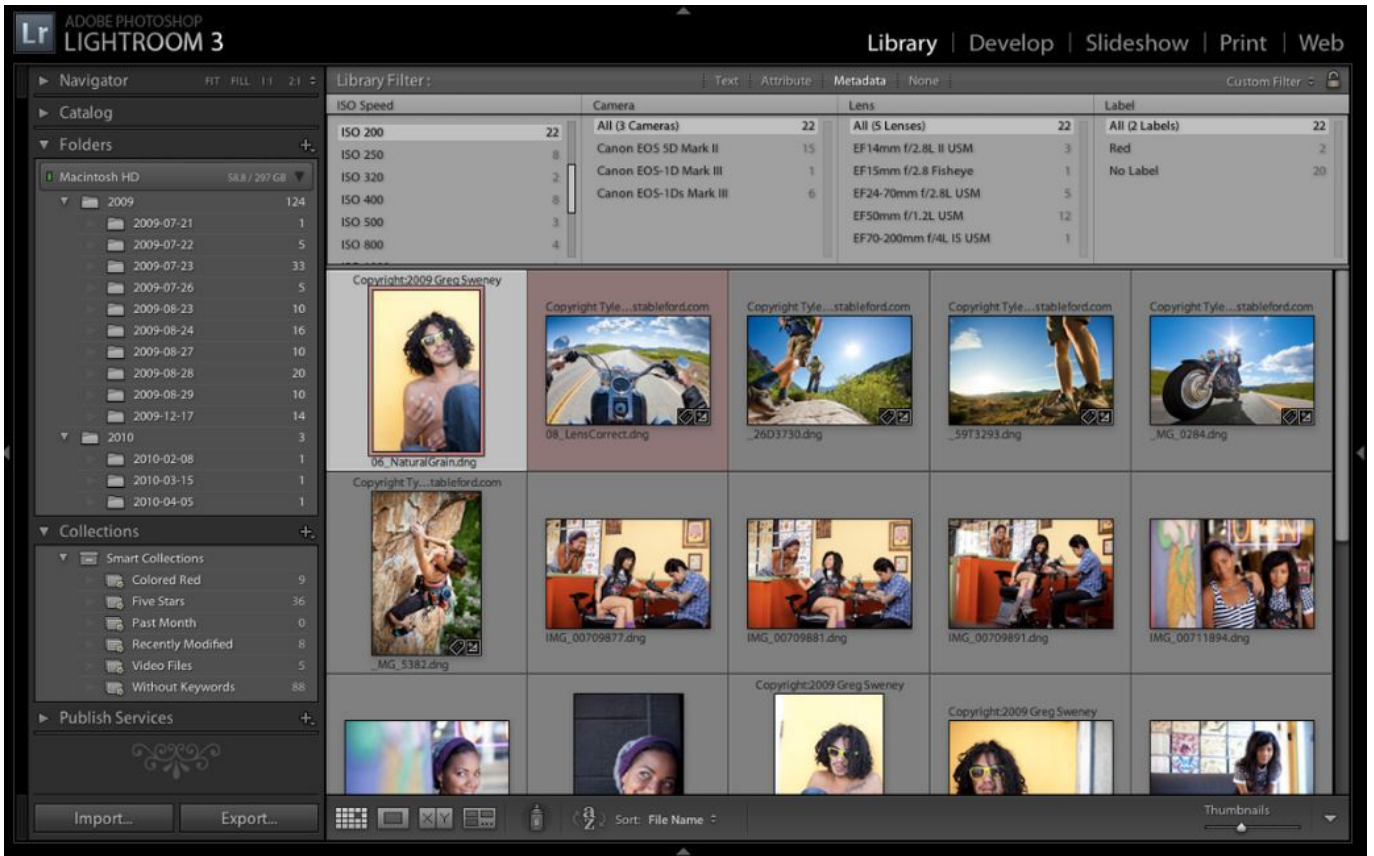 Lr
ADOBE PHOTOSHOP
LIGHTROOM 3
Library | Develop | Slideshow | Print | Web
Navigator FIT FILL 1:1 2:1
Catalog
Folders
Macintosh HD 58.8 / 297 GB
2009 124
2009-07-21 1
2009-07-22 5
2009-07-23 33
2009-07-26 5
2009-08-23 10
2009-08-24 16
2009-08-27 10
2009-08-28 20
2009-08-29 10
2009-12-17 14
2010 3
2010-02-08 1
2010-03-15 1
2010-04-05 1
Collections
Smart Collections
Colored Red 9
Five Stars 36
Past Month 0
Recently Modified 8
Video Files 5
Without Keywords 88
Publish Services
Import...
Export...
Library Filter: Text Attribute Metadata None Custom Filter
ISO Speed
ISO 200 22
ISO 250 8
ISO 320 2
ISO 400 8
ISO 500 3
ISO 800 4
Camera
All (3 Cameras) 22
Canon EOS 5D Mark II 15
Canon EOS-1D Mark III 1
Canon EOS-1Ds Mark III 6
Lens
All (5 Lenses) 22
EF14mm f/2.8L II USM 3
EF15mm f/2.8 Fisheye 1
EF24-70mm f/2.8L USM 5
EF50mm f/1.2L USM 12
EF70-200mm f/4L IS USM 1
Label
All (2 Labels) 22
Red 2
No Label 20
Copyright:2009 Greg Sweney
06_NaturalGrain.dng
Copyright Tyle...stableford.com
08_LensCorrect.dng
Copyright Tyle...stableford.com
_26D3730.dng
Copyright Tyle...stableford.com
_59T3293.dng
Copyright Tyle...stableford.com
_MG_0284.dng
Copyright Ty...tableford.com
_MG_5382.dng
IMG_00709877.dng
IMG_00709881.dng
IMG_00709891.dng
IMG_00711894.dng
Copyright:2009 Greg Sweney
Copyright:2009 Greg Sweney
XY
Sort: File Name
Thumbnails